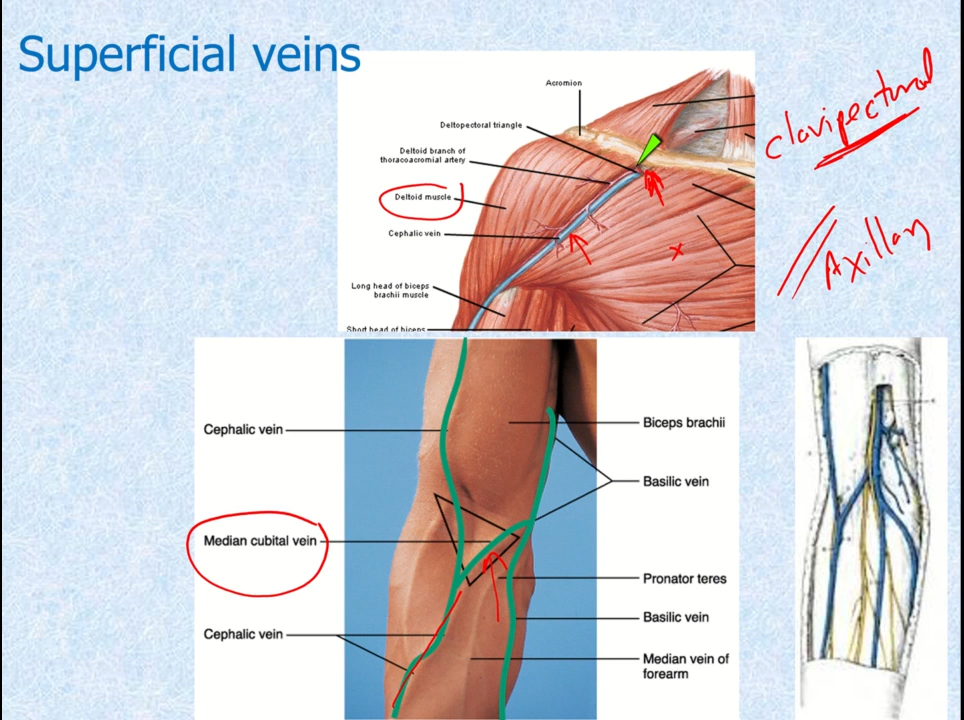 Superficial veins
Acromion
Deltopectoral triangle
Deltoid branch of
thoracoacromial artery
Deltoid muscle
Cephalic vein
Long head of biceps
brachii muscle
Short head of biceps
clavipectural
Axillary
Cephalic vein
Median cubital vein
Cephalic vein
Biceps brachii
Basilic vein
Pronator teres
Basilic vein
Median vein of
forearm